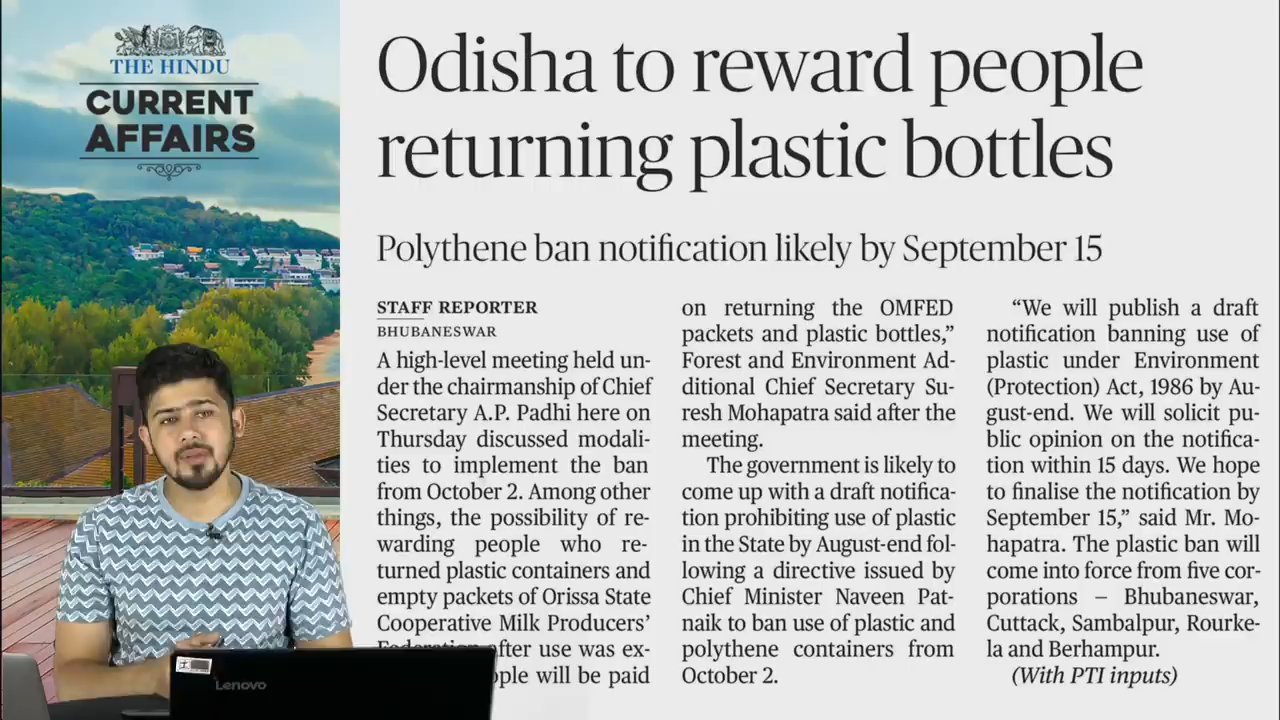 THE HINDU
CURRENT
AFFAIRS
Odisha to reward people
returning plastic bottles
Polythene ban notification likely by September 15
STAFF REPORTER
BHUBANESWAR
A high-level meeting held un-
der the chairmanship of Chief
Secretary A.P. Padhi here on
Thursday discussed modali-
ties to implement the ban
from October 2. Among other
things, the possibility of re-
warding people who re-
turned plastic containers and
empty packets of Orissa State
Cooperative Milk Producers’
Federation after use was ex-
ople will be paid
on returning the OMFED
packets and plastic bottles,”
Forest and Environment Ad-
ditional Chief Secretary Su-
resh Mohapatra said after the
meeting.
The government is likely to
come up with a draft notifica-
tion prohibiting use of plastic
in the State by August-end fol-
lowing a directive issued by
Chief Minister Naveen Pat-
naik to ban use of plastic and
polythene containers from
October 2.
“We will publish a draft
notification banning use of
plastic under Environment
(Protection) Act, 1986 by Au-
gust-end. We will solicit pu-
blic opinion on the notifica-
tion within 15 days. We hope
to finalise the notification by
September 15,” said Mr. Mo-
hapatra. The plastic ban will
come into force from five cor-
porations – Bhubaneswar,
Cuttack, Sambalpur, Rourke-
la and Berhampur.
(With PTI inputs)
Lenovo